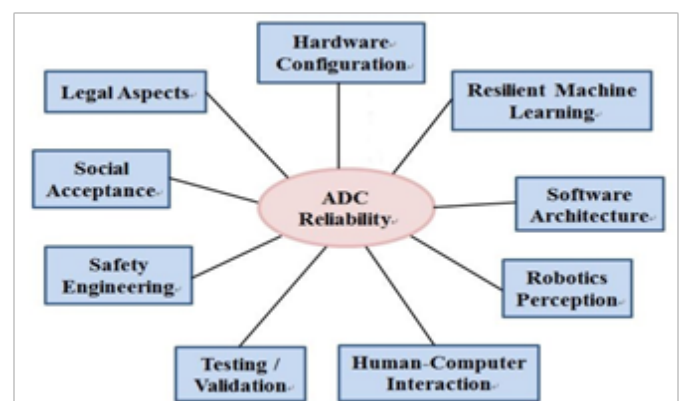 Hardware
Configuration
Legal Aspects
Resilient Machine
Learning
Social
Acceptance
ADC
Reliability
Software
Architecture
Safety
Engineering
Robotics
Perception
Testing /
Validation
Human-Computer
Interaction